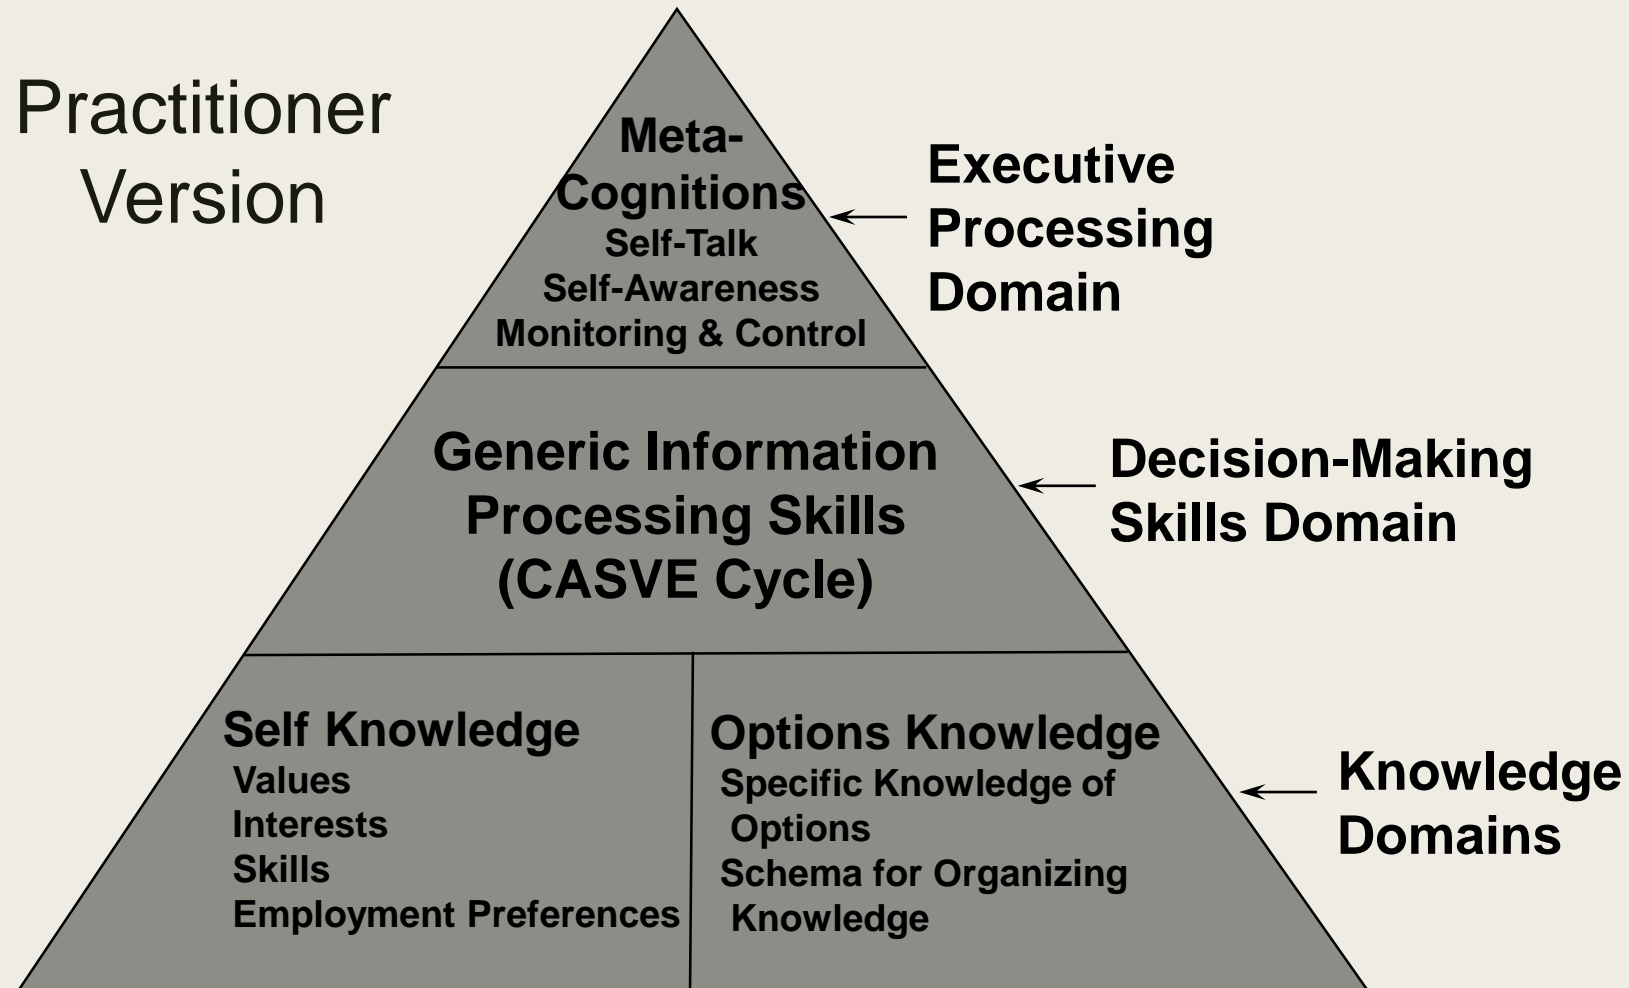 Practitioner
Version
Meta-
Cognitions
Self-Talk
Self-Awareness
Monitoring & Control
Executive
Processing
Domain
Generic Information
Processing Skills
(CASVE Cycle)
Decision-Making
Skills Domain
Self Knowledge
Values
Interests
Skills
Employment Preferences
Options Knowledge
Specific Knowledge of
Options
Schema for Organizing
Knowledge
Knowledge
Domains